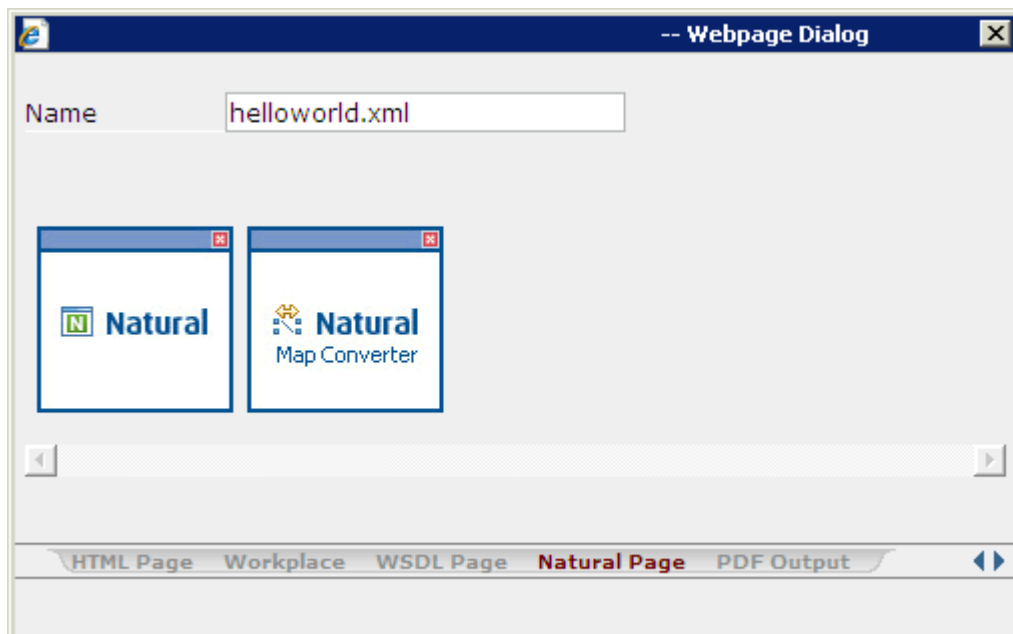 -- Webpage Dialog
Name helloworld.xml
Natural Natural
Map Converter
HTML Page Workplace WSDL Page Natural Page PDF Output